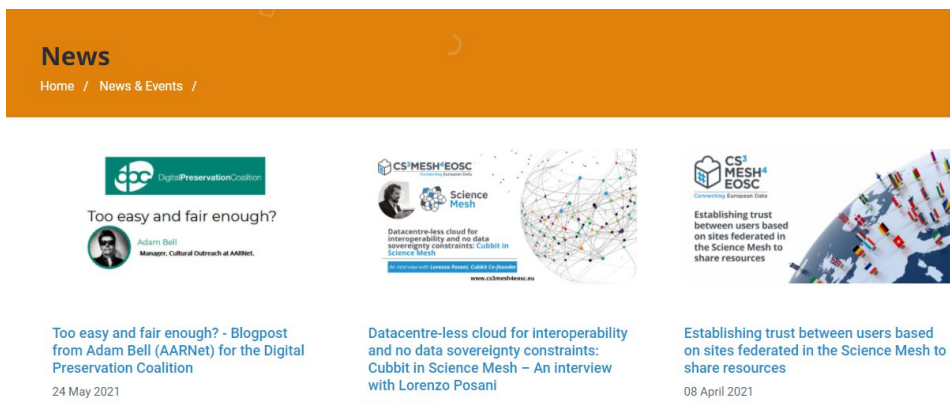 News
Home / News & Events /
dpc DigitalPreservationCoalition
Too easy and fair enough?
Adam Bell
Manager, Cultural Outreach at AARNet.
Too easy and fair enough? - Blogpost
from Adam Bell (AARNet) for the Digital
Preservation Coalition
24 May 2021
CS³MESH⁴EOSC
Connecting European Data
Science
Mesh
Datacentre-less cloud for
interoperability and no data
sovereignty constraints: Cubbit in
Science Mesh
An interview with Lorenzo Posani, Cubbit Co-founder
www.cs3mesh4eosc.eu
Datacentre-less cloud for interoperability
and no data sovereignty constraints:
Cubbit in Science Mesh – An interview
with Lorenzo Posani
CS³
MESH⁴
EOSC
Connecting European Data
Establishing trust
between users based
on sites federated in
the Science Mesh to
share resources
Establishing trust between users based
on sites federated in the Science Mesh to
share resources
08 April 2021